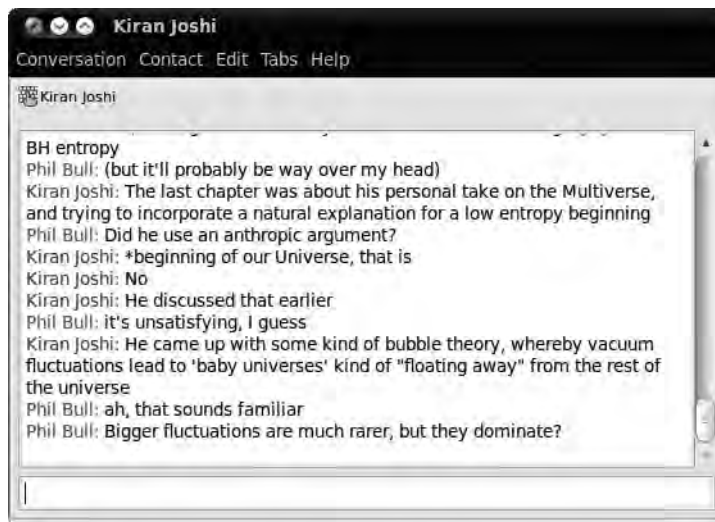 Kiran Joshi
Conversation Contact Edit Tabs Help
Kiran Joshi
BH entropy
Phil Bull: (but it'll probably be way over my head)
Kiran Joshi: The last chapter was about his personal take on the Multiverse,
and trying to incorporate a natural explanation for a low entropy beginning
Phil Bull: Did he use an anthropic argument?
Kiran Joshi: *beginning of our Universe, that is
Kiran Joshi: No
Kiran Joshi: He discussed that earlier
Phil Bull: it's unsatisfying, I guess
Kiran Joshi: He came up with some kind of bubble theory, whereby vacuum
fluctuations lead to 'baby universes' kind of "floating away" from the rest of
the universe
Phil Bull: ah, that sounds familiar
Phil Bull: Bigger fluctuations are much rarer, but they dominate?